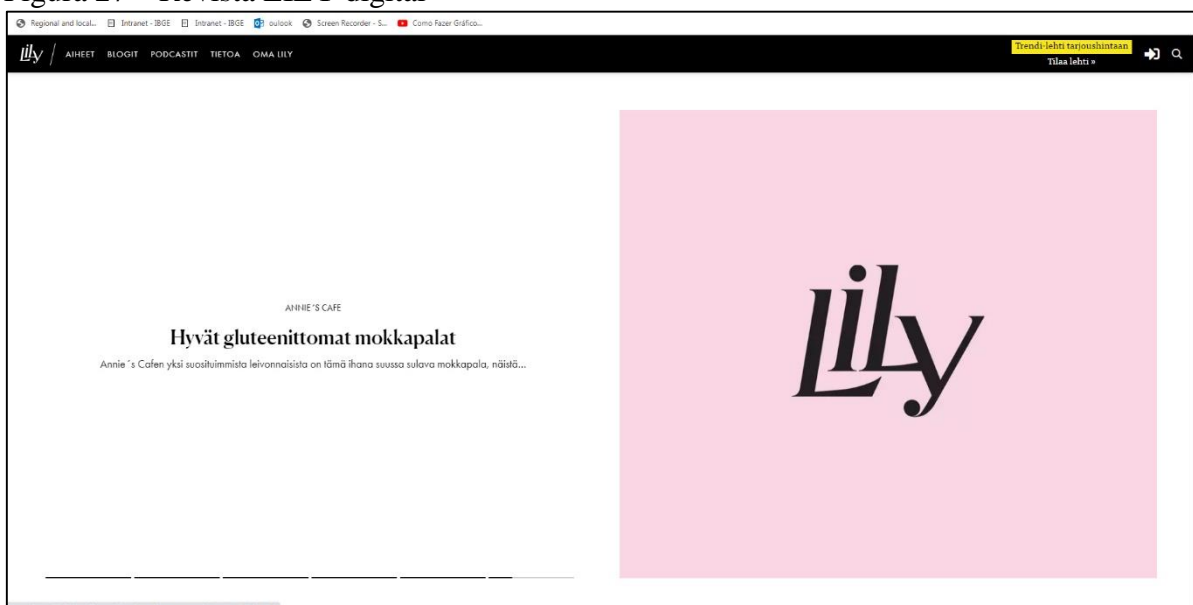 Revista LILY digital
Regional and local... Intranet - IBGE Intranet - IBGE oulook Screen Recorder - S... Como Fazer Gráfico...
Lily / AIHEET BLOGIT PODCASTIT TIETOA OMA LILY
Trendi-lehti tarjoushintaan
Tilaa lehti »
ANNIE´S CAFE
Hyvät gluteenittomat mokkapalat
Annie´s Cafen yksi suosituimmista leivonnaisista on tämä ihana suussa sulava mokkapala, näistä...
Lily